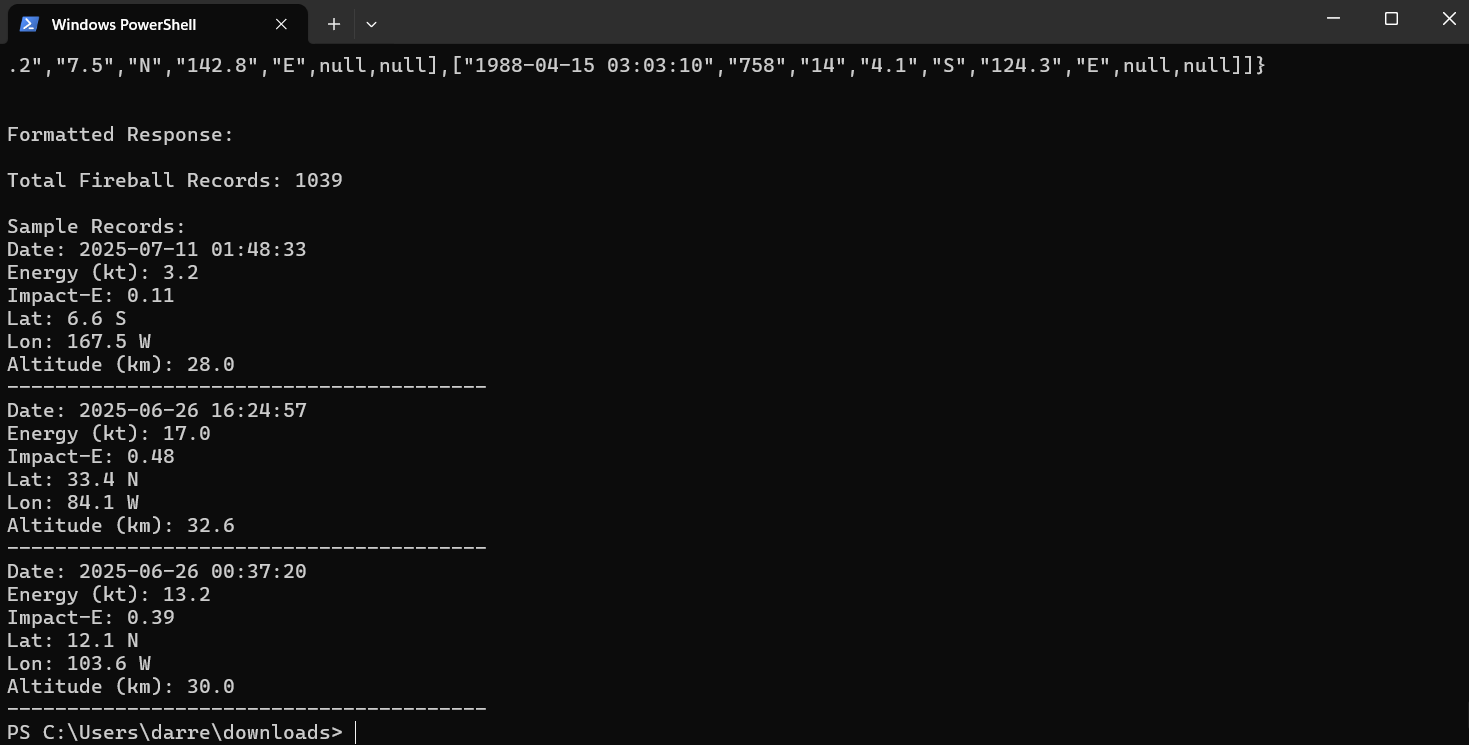 Windows PowerShell
.2","7.5","N","142.8","E",null,null],["1988-04-15 03:03:10","758","14","4.1","S","124.3","E",null,null]]}
Formatted Response:
Total Fireball Records: 1039
Sample Records:
Date: 2025-07-11 01:48:33
Energy (kt): 3.2
Impact-E: 0.11
Lat: 6.6 S
Lon: 167.5 W
Altitude (km): 28.0
----------------------------------------
Date: 2025-06-26 16:24:57
Energy (kt): 17.0
Impact-E: 0.48
Lat: 33.4 N
Lon: 84.1 W
Altitude (km): 32.6
----------------------------------------
Date: 2025-06-26 00:37:20
Energy (kt): 13.2
Impact-E: 0.39
Lat: 12.1 N
Lon: 103.6 W
Altitude (km): 30.0
----------------------------------------
PS C:\Users\darre\downloads>